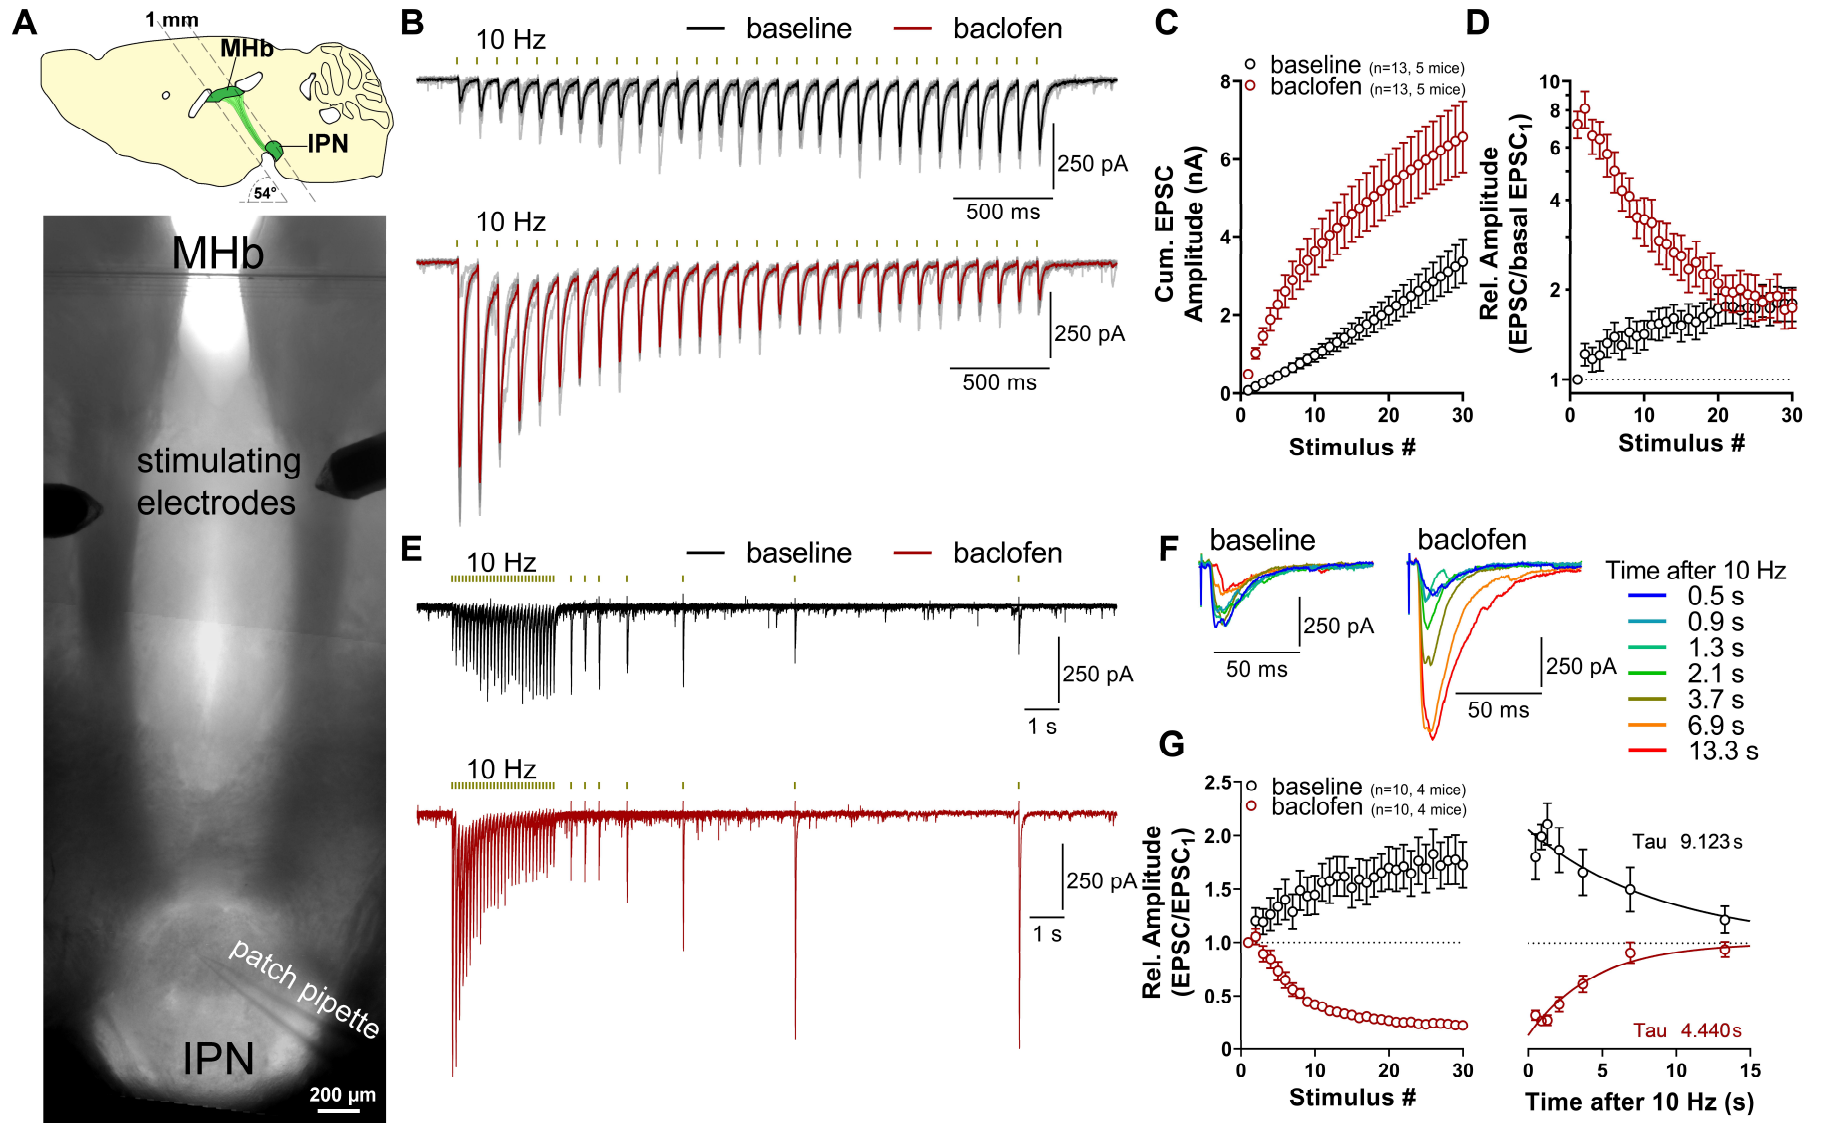 A
1 mm
MHb
IPN
54°
MHb
stimulating
electrodes
patch pipette
IPN
200 µm
B
baseline
baclofen
10 Hz
250 pA
500 ms
10 Hz
250 pA
500 ms
C
baseline (n=13, 5 mice)
baclofen (n=13, 5 mice)
Cum. EPSC
Amplitude (nA)
8
6
4
2
0
0
10
20
30
Stimulus #
D
Rel. Amplitude
(EPSC/basal EPSC1)
10
8
6
4
2
1
0
10
20
30
Stimulus #
E
baseline
baclofen
10 Hz
250 pA
1 s
10 Hz
250 pA
1 s
F
baseline
baclofen
250 pA
50 ms
250 pA
50 ms
Time after 10 Hz
0.5 s
0.9 s
1.3 s
2.1 s
3.7 s
6.9 s
13.3 s
G
baseline (n=10, 4 mice)
baclofen (n=10, 4 mice)
Rel. Amplitude
(EPSC/EPSC1)
2.5
2.0
1.5
1.0
0.5
0
0
10
20
30
Stimulus #
Tau 9.123 s
Tau 4.440 s
0
5
10
15
Time after 10 Hz (s)